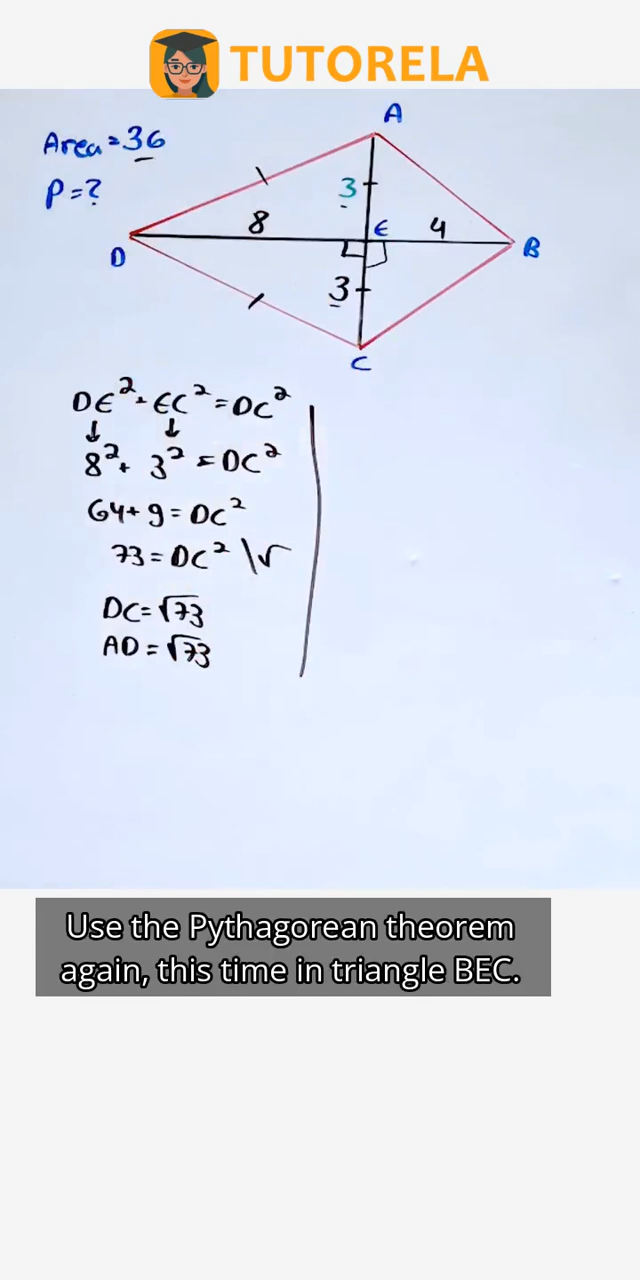 TUTORELA
Area = 36
P = ?
A
3
8
E
4
D
B
3
C
DE² + EC² = DC²
↓ ↓
8² + 3² = DC²
64 + 9 = DC²
73 = DC² \√
DC = √73
AD = √73
Use the Pythagorean theorem
again, this time in triangle BEC.